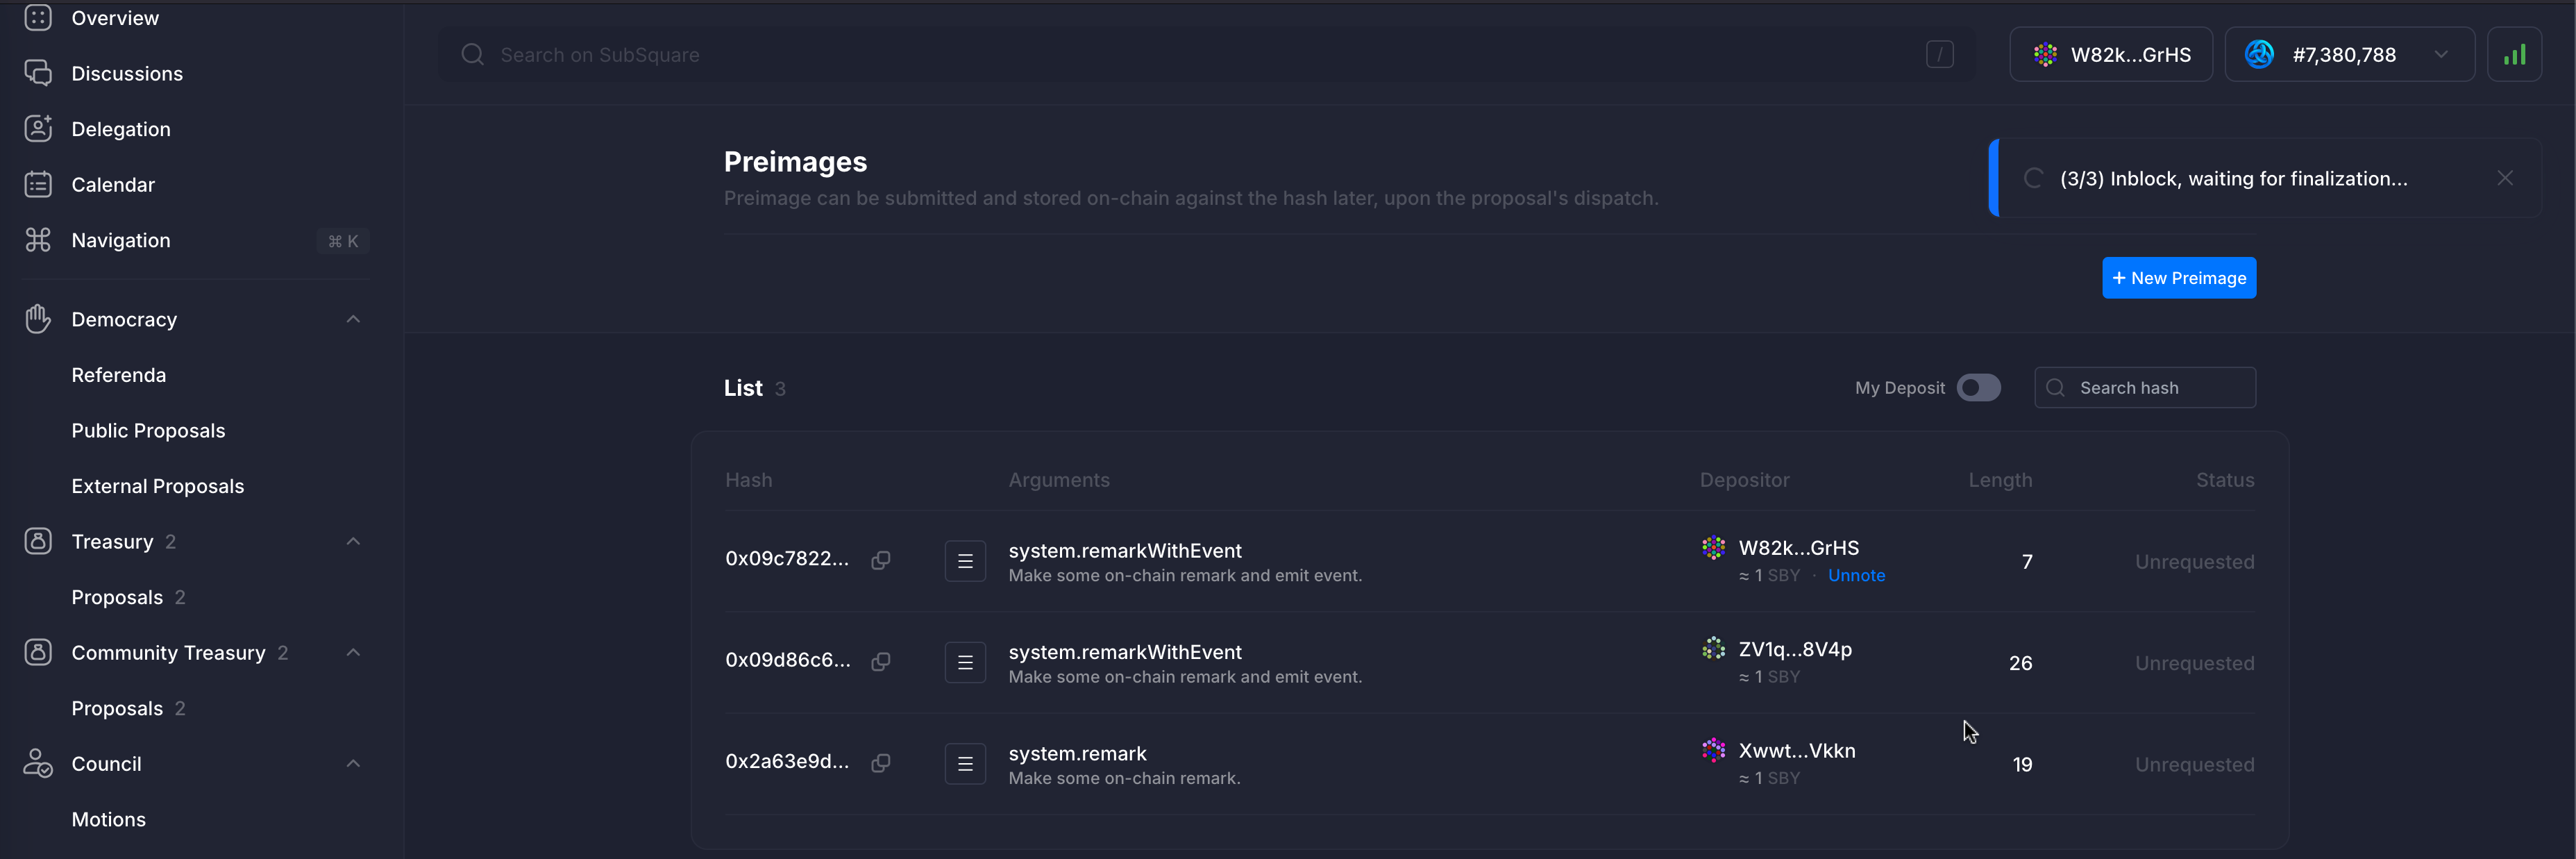 Overview
Discussions
Delegation
Calendar
Navigation ⌘ K
Democracy
Referenda
Public Proposals
External Proposals
Treasury 2
Proposals 2
Community Treasury 2
Proposals 2
Council
Motions
Search on SubSquare /
W82k...GrHS
#7,380,788
Preimages
Preimage can be submitted and stored on-chain against the hash later, upon the proposal's dispatch.
(3/3) Inblock, waiting for finalization...
+ New Preimage
List 3
My Deposit
Search hash
Hash Arguments Depositor Length Status
0x09c7822... system.remarkWithEvent W82k...GrHS 7 Unrequested
Make some on-chain remark and emit event. ≈ 1 SBY · Unnote
0x09d86c6... system.remarkWithEvent ZV1q...8V4p 26 Unrequested
Make some on-chain remark and emit event. ≈ 1 SBY
0x2a63e9d... system.remark Xwwt...Vkkn 19 Unrequested
Make some on-chain remark. ≈ 1 SBY